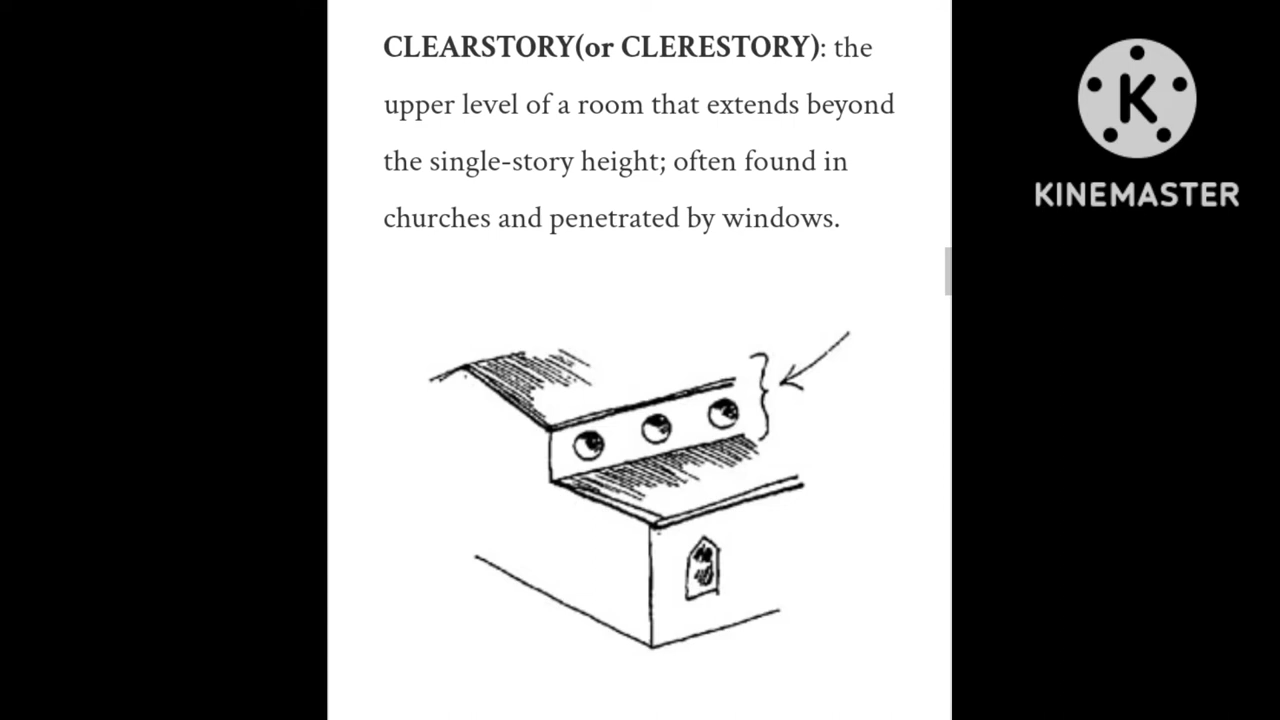 CLEARSTORY(or CLERESTORY): the
upper level of a room that extends beyond
the single-story height; often found in
churches and penetrated by windows.
K
KINEMASTER